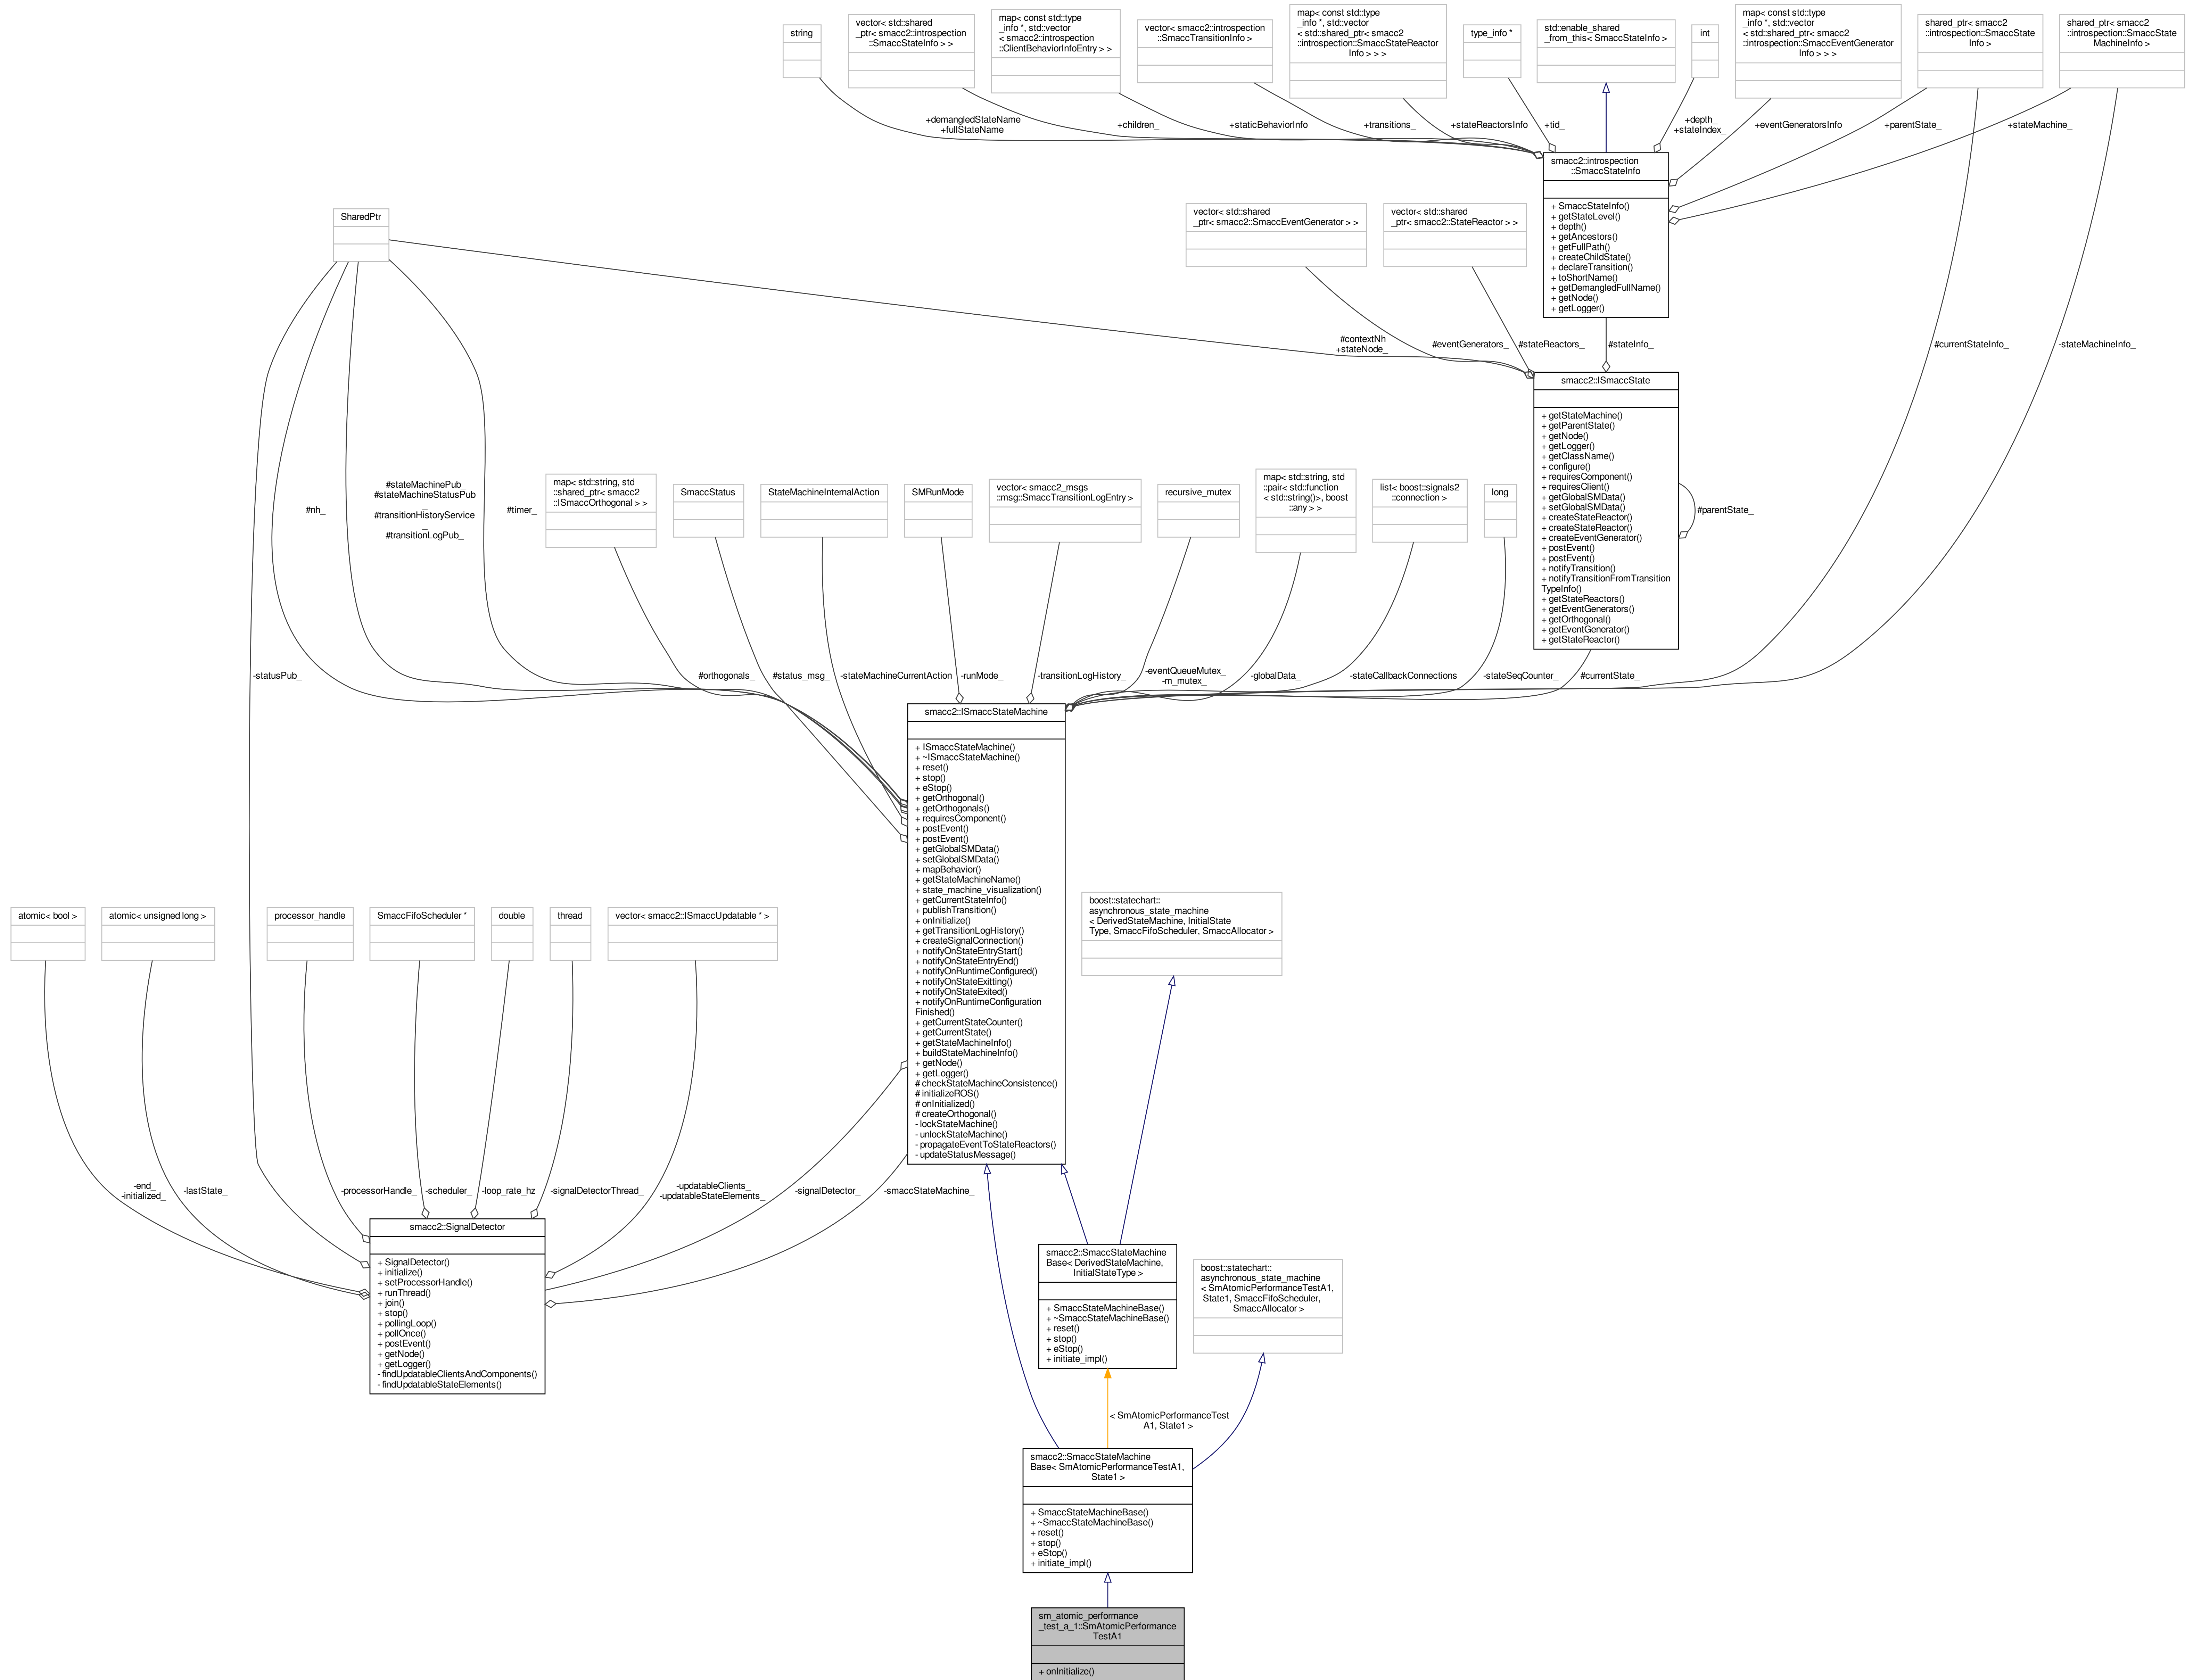 string
vector< std::shared
_ptr< smacc2::introspection
::SmaccStateInfo > >
map< const std::type
_info *, std::vector
< smacc2::introspection
::ClientBehaviorInfoEntry > >
vector< smacc2::introspection
::SmaccTransitionInfo >
map< const std::type
_info *, std::vector
< std::shared_ptr< smacc2
::introspection::SmaccStateReactor
Info > > >
type_info *
std::enable_shared
_from_this< SmaccStateInfo >
int
map< const std::type
_info *, std::vector
< std::shared_ptr< smacc2
::introspection::SmaccEventGenerator
Info > > >
shared_ptr< smacc2
::introspection::SmaccState
Info >
shared_ptr< smacc2
::introspection::SmaccState
MachineInfo >
+demangledStateName
+fullStateName
+children_
+staticBehaviorInfo
+transitions_
+stateReactorsInfo
+tid_
+depth_
+stateIndex_
+eventGeneratorsInfo
+parentState_
+stateMachine_
smacc2::introspection
::SmaccStateInfo
+ SmaccStateInfo()
+ getStateLevel()
+ depth()
+ getAncestors()
+ getFullPath()
+ createChildState()
+ declareTransition()
+ toShortName()
+ getDemangledFullName()
+ getNode()
+ getLogger()
SharedPtr
vector< std::shared
_ptr< smacc2::SmaccEventGenerator > >
vector< std::shared
_ptr< smacc2::StateReactor > >
#contextNh
+stateNode_
#eventGenerators_
#stateReactors_
#stateInfo_
#currentStateInfo_
-stateMachineInfo_
smacc2::ISmaccState
+ getStateMachine()
+ getParentState()
+ getNode()
+ getLogger()
+ getClassName()
+ configure()
+ requiresComponent()
+ requiresClient()
+ getGlobalSMData()
+ setGlobalSMData()
+ createStateReactor()
+ createStateReactor()
+ createEventGenerator()
+ postEvent()
+ postEvent()
+ notifyTransition()
+ notifyTransitionFromTransition
TypeInfo()
+ getStateReactors()
+ getEventGenerators()
+ getOrthogonal()
+ getEventGenerator()
+ getStateReactor()
#parentState_
#nh_
#stateMachinePub_
#stateMachineStatusPub
_
#transitionHistoryService
_
#transitionLogPub_
#timer_
map< std::string, std
::shared_ptr< smacc2
::ISmaccOrthogonal > >
SmaccStatus
StateMachineInternalAction
SMRunMode
vector< smacc2_msgs
::msg::SmaccTransitionLogEntry >
recursive_mutex
map< std::string, std
::pair< std::function
< std::string()>, boost
::any > >
list< boost::signals2
::connection >
long
-statusPub_
#orthogonals_
#status_msg_
-stateMachineCurrentAction
-runMode_
-transitionLogHistory_
-eventQueueMutex_
-m_mutex_
-globalData_
-stateCallbackConnections
-stateSeqCounter_
#currentState_
smacc2::ISmaccStateMachine
+ ISmaccStateMachine()
+ ~ISmaccStateMachine()
+ reset()
+ stop()
+ eStop()
+ getOrthogonal()
+ getOrthogonals()
+ requiresComponent()
+ postEvent()
+ postEvent()
+ getGlobalSMData()
+ setGlobalSMData()
+ mapBehavior()
+ getStateMachineName()
+ state_machine_visualization()
+ getCurrentStateInfo()
+ publishTransition()
+ onInitialize()
+ getTransitionLogHistory()
+ createSignalConnection()
+ notifyOnStateEntryStart()
+ notifyOnStateEntryEnd()
+ notifyOnRuntimeConfigured()
+ notifyOnStateExitting()
+ notifyOnStateExited()
+ notifyOnRuntimeConfiguration
Finished()
+ getCurrentStateCounter()
+ getCurrentState()
+ getStateMachineInfo()
+ buildStateMachineInfo()
+ getNode()
+ getLogger()
# checkStateMachineConsistence()
# initializeROS()
# onInitialized()
# createOrthogonal()
- lockStateMachine()
- unlockStateMachine()
- propagateEventToStateReactors()
- updateStatusMessage()
atomic< bool >
atomic< unsigned long >
processor_handle
SmaccFifoScheduler *
double
thread
vector< smacc2::ISmaccUpdatable * >
boost::statechart::
asynchronous_state_machine
< DerivedStateMachine, InitialState
Type, SmaccFifoScheduler, SmaccAllocator >
-end_
-initialized_
-lastState_
-processorHandle_
-scheduler_
-loop_rate_hz
-signalDetectorThread_
-updatableClients_
-updatableStateElements_
-signalDetector_
-smaccStateMachine_
smacc2::SignalDetector
+ SignalDetector()
+ initialize()
+ setProcessorHandle()
+ runThread()
+ join()
+ stop()
+ pollingLoop()
+ pollOnce()
+ postEvent()
+ getNode()
+ getLogger()
- findUpdatableClientsAndComponents()
- findUpdatableStateElements()
smacc2::SmaccStateMachine
Base< DerivedStateMachine,
InitialStateType >
+ SmaccStateMachineBase()
+ ~SmaccStateMachineBase()
+ reset()
+ stop()
+ eStop()
+ initiate_impl()
boost::statechart::
asynchronous_state_machine
< SmAtomicPerformanceTestA1,
State1, SmaccFifoScheduler,
SmaccAllocator >
< SmAtomicPerformanceTest
A1, State1 >
smacc2::SmaccStateMachine
Base< SmAtomicPerformanceTestA1,
State1 >
+ SmaccStateMachineBase()
+ ~SmaccStateMachineBase()
+ reset()
+ stop()
+ eStop()
+ initiate_impl()
sm_atomic_performance
_test_a_1::SmAtomicPerformance
TestA1
+ onInitialize()